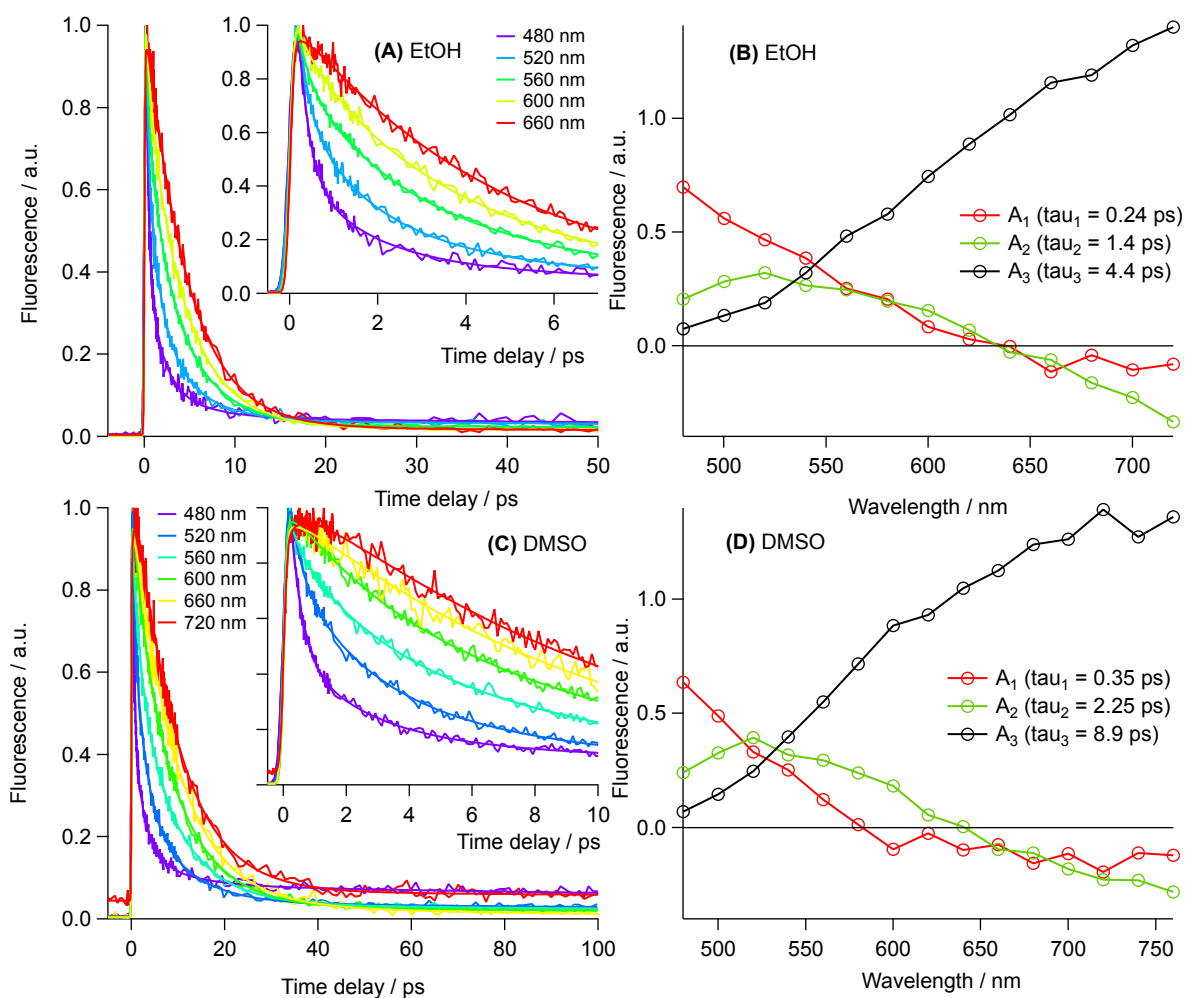 Fluorescence / a.u.
1.0
0.8
0.6
0.4
0.2
0.0
0
10
20
30
40
50
Time delay / ps
1.0
0.8
0.6
0.4
0.2
0.0
0
2
4
6
Time delay / ps
(A) EtOH
480 nm
520 nm
560 nm
600 nm
660 nm
Fluorescence / a.u.
1.0
0.5
0.0
500
550
600
650
700
Wavelength / nm
(B) EtOH
A1 (tau1 = 0.24 ps)
A2 (tau2 = 1.4 ps)
A3 (tau3 = 4.4 ps)
Fluorescence / a.u.
1.0
0.8
0.6
0.4
0.2
0.0
0
20
40
60
80
100
Time delay / ps
480 nm
520 nm
560 nm
600 nm
660 nm
720 nm
(C) DMSO
0
2
4
6
8
10
Time delay / ps
Fluorescence / a.u.
1.0
0.5
0.0
500
550
600
650
700
750
Wavelength / nm
(D) DMSO
A1 (tau1 = 0.35 ps)
A2 (tau2 = 2.25 ps)
A3 (tau3 = 8.9 ps)